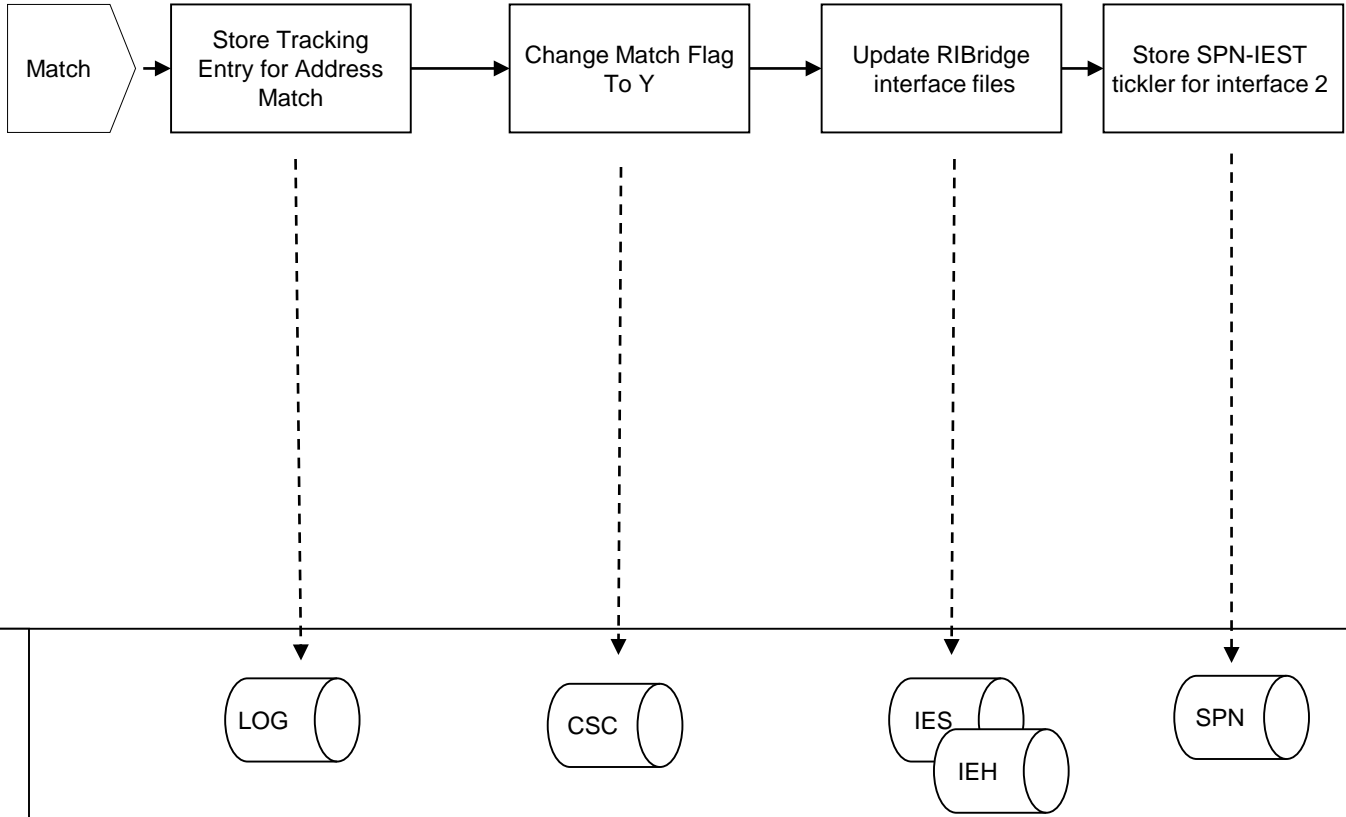 Match
Store Tracking
Entry for Address
Match
Change Match Flag
To Y
Update RIBridge
interface files
Store SPN-IEST
tickler for interface 2
LOG
CSC
IES
IEH
SPN